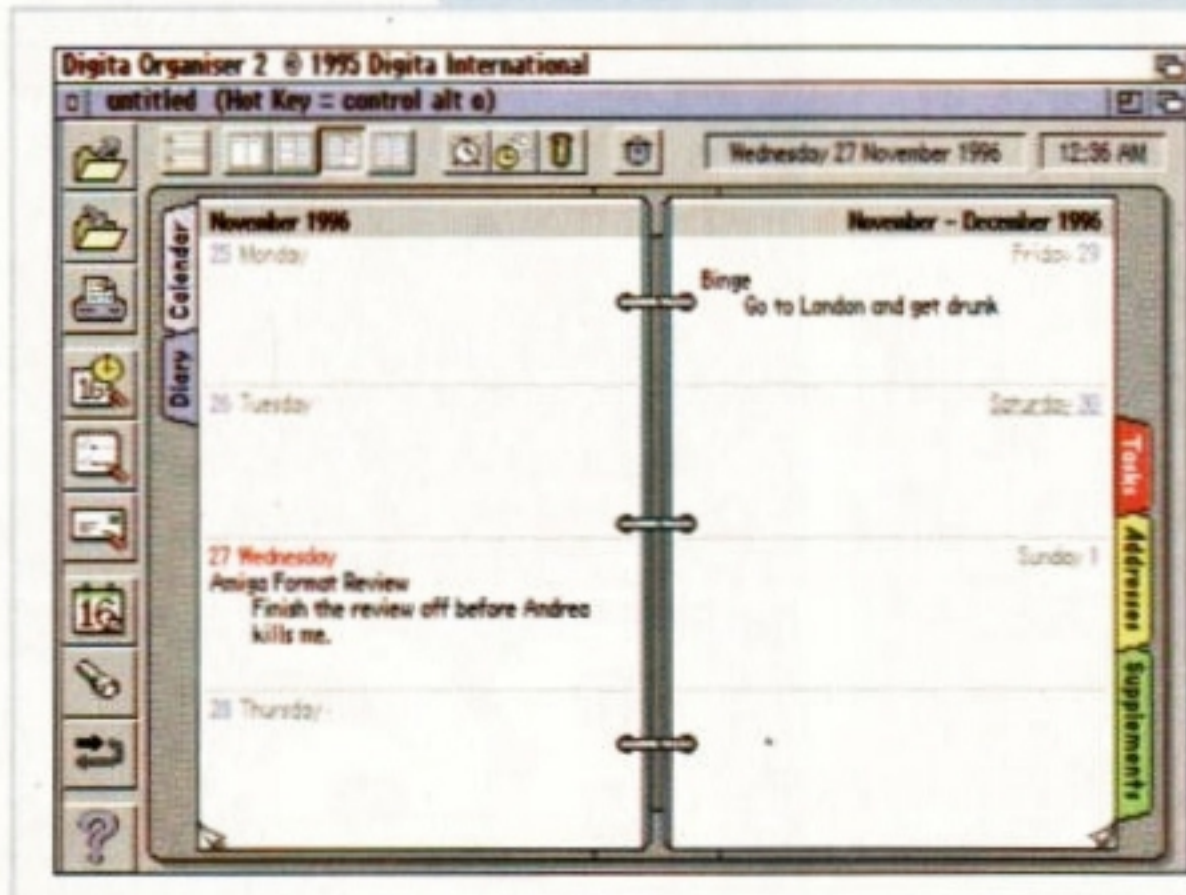 Digita Organiser 2 © 1995 Digita International
untitled (Hot Key = control alt o)
Wednesday 27 November 1996
12:36 AM
Calendar
Diary
November 1996
25 Monday
26 Tuesday
27 Wednesday
Amiga Format Review
Finish the review off before Andrea
kills me.
28 Thursday
November – December 1996
Friday 29
Binge
Go to London and get drunk
Saturday 30
Sunday 1
Tasks
Addresses
Supplements
16
?